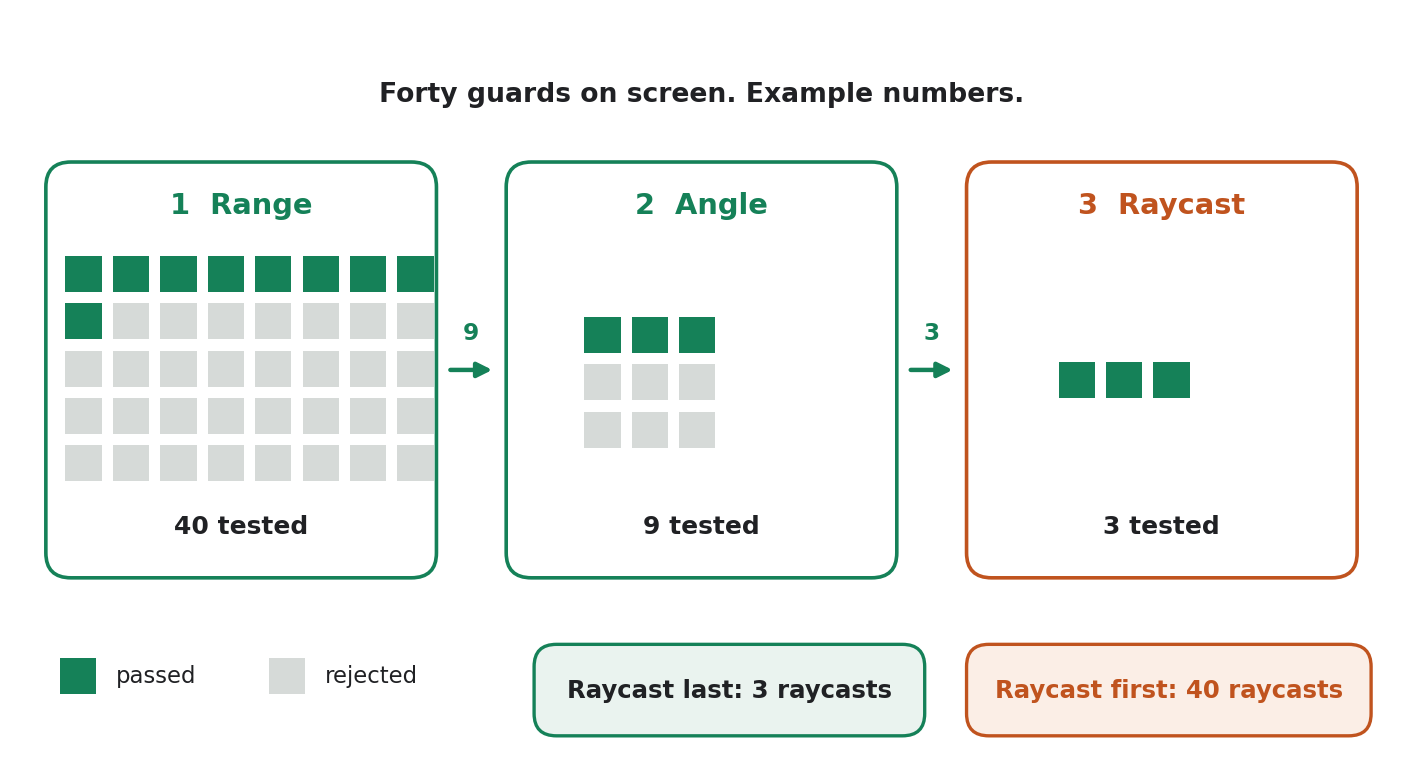 Forty guards on screen. Example numbers.
1 Range
2 Angle
3 Raycast
9
3
40 tested
9 tested
3 tested
passed
rejected
Raycast last: 3 raycasts
Raycast first: 40 raycasts